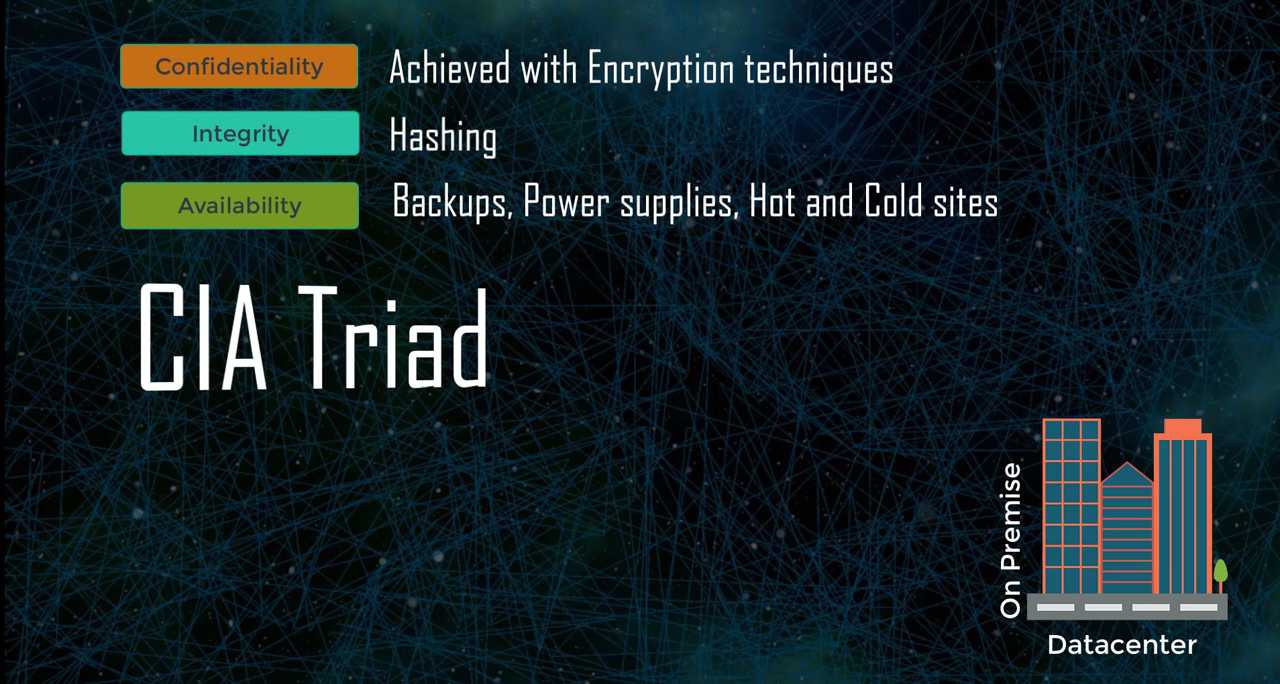 Confidentiality Achieved with Encryption techniques
Integrity Hashing
Availability Backups, Power supplies, Hot and Cold sites
CIA Triad
On Premise
Datacenter